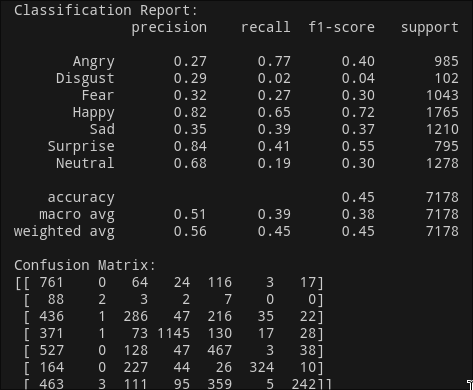 Classification Report:
precision recall f1-score support
Angry 0.27 0.77 0.40 985
Disgust 0.29 0.02 0.04 102
Fear 0.32 0.27 0.30 1043
Happy 0.82 0.65 0.72 1765
Sad 0.35 0.39 0.37 1210
Surprise 0.84 0.41 0.55 795
Neutral 0.68 0.19 0.30 1278
accuracy 0.45 7178
macro avg 0.51 0.39 0.38 7178
weighted avg 0.56 0.45 0.45 7178
Confusion Matrix:
[[ 761 0 64 24 116 3 17]
[ 88 2 3 2 7 0 0]
[ 436 1 286 47 216 35 22]
[ 371 1 73 1145 130 17 28]
[ 527 0 128 47 467 3 38]
[ 164 0 227 44 26 324 10]
[ 463 3 111 95 359 5 242]]